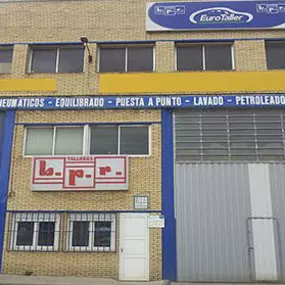 b.p.r. EuroTaller b.p.r.
NEUMATICOS - EQUILIBRADO - PUESTA A PUNTO - LAVADO - PETROLEADO
TALLERES
b.p.r.